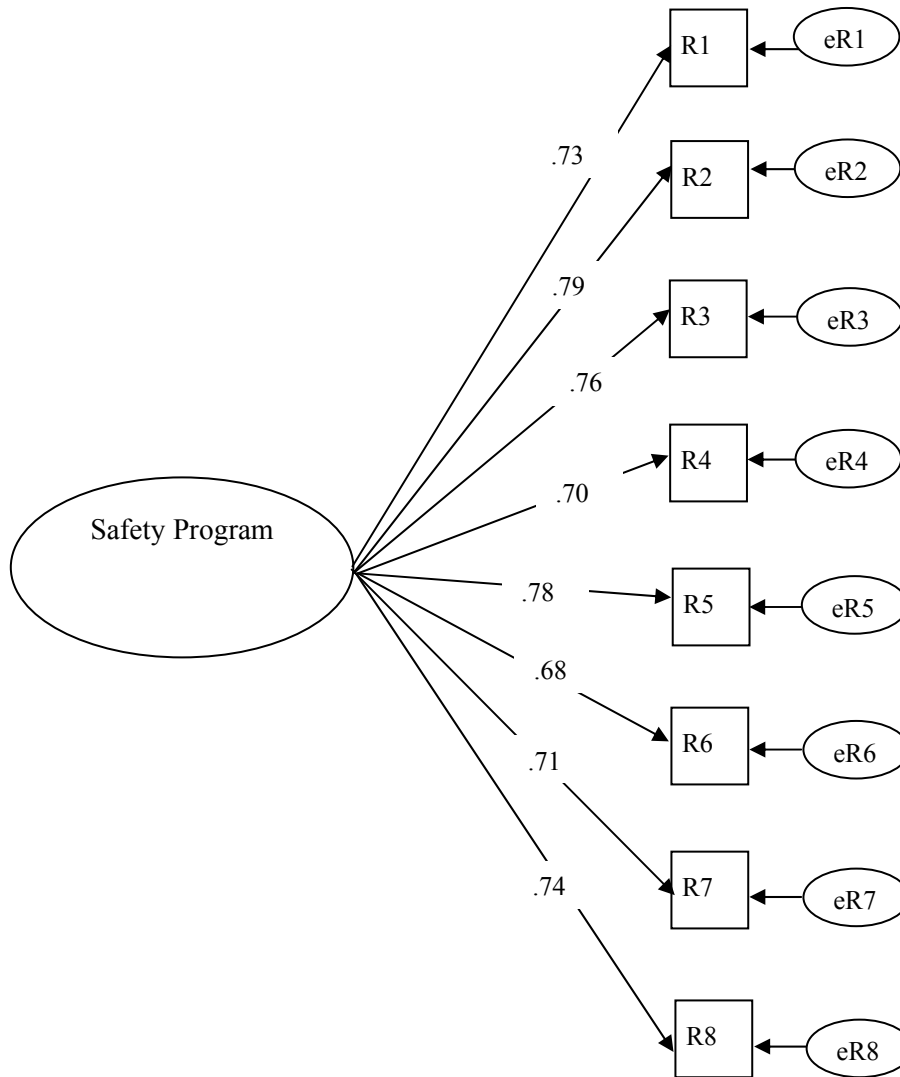 R1
eR1
.73
R2
eR2
.79
R3
eR3
.76
R4
eR4
.70
Safety Program
.78
R5
eR5
.68
R6
eR6
.71
R7
eR7
.74
R8
eR8